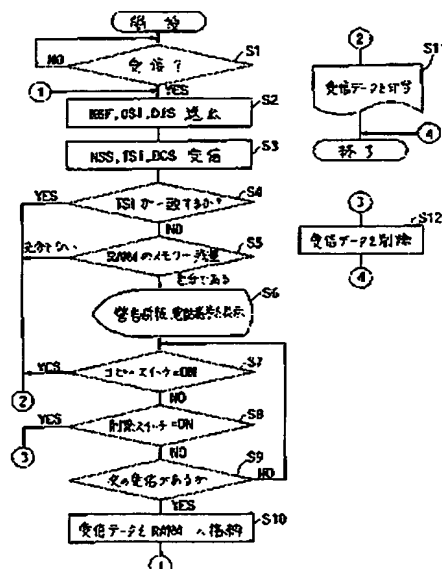 開始
S1
受信?
NO
YES
1
S2
NSF,CSI,DIS 送出
S3
NSS,TSI,DCS 受信
S4
TSIが一致するか?
YES
NO
S5
RAMのメモリー残量
充分でない
充分である
S6
警告情報,電話番号を表示
S7
コピースイッチ=ON
YES
NO
2
S8
削除スイッチ=ON
YES
NO
3
S9
次の受信があるか
NO
YES
S10
受信データをRAMへ格納
1
2
S11
受信データを印字
4
終了
3
S12
受信データを削除
4